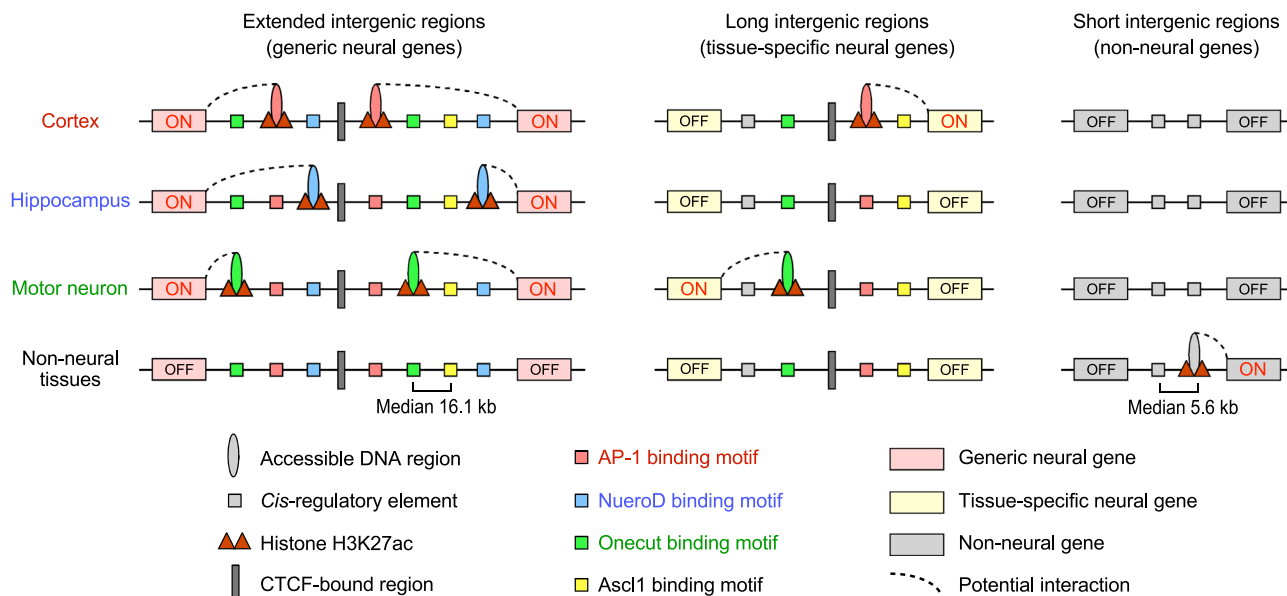 Extended intergenic regions
(generic neural genes)
Long intergenic regions
(tissue-specific neural genes)
Short intergenic regions
(non-neural genes)
Cortex
ON
ON
OFF
ON
OFF
OFF
Hippocampus
ON
ON
OFF
OFF
OFF
OFF
Motor neuron
ON
ON
ON
OFF
OFF
OFF
Non-neural
tissues
OFF
OFF
OFF
OFF
OFF
ON
Median 16.1 kb
Median 5.6 kb
Accessible DNA region
Cis-regulatory element
Histone H3K27ac
CTCF-bound region
AP-1 binding motif
NueroD binding motif
Onecut binding motif
Ascl1 binding motif
Generic neural gene
Tissue-specific neural gene
Non-neural gene
Potential interaction